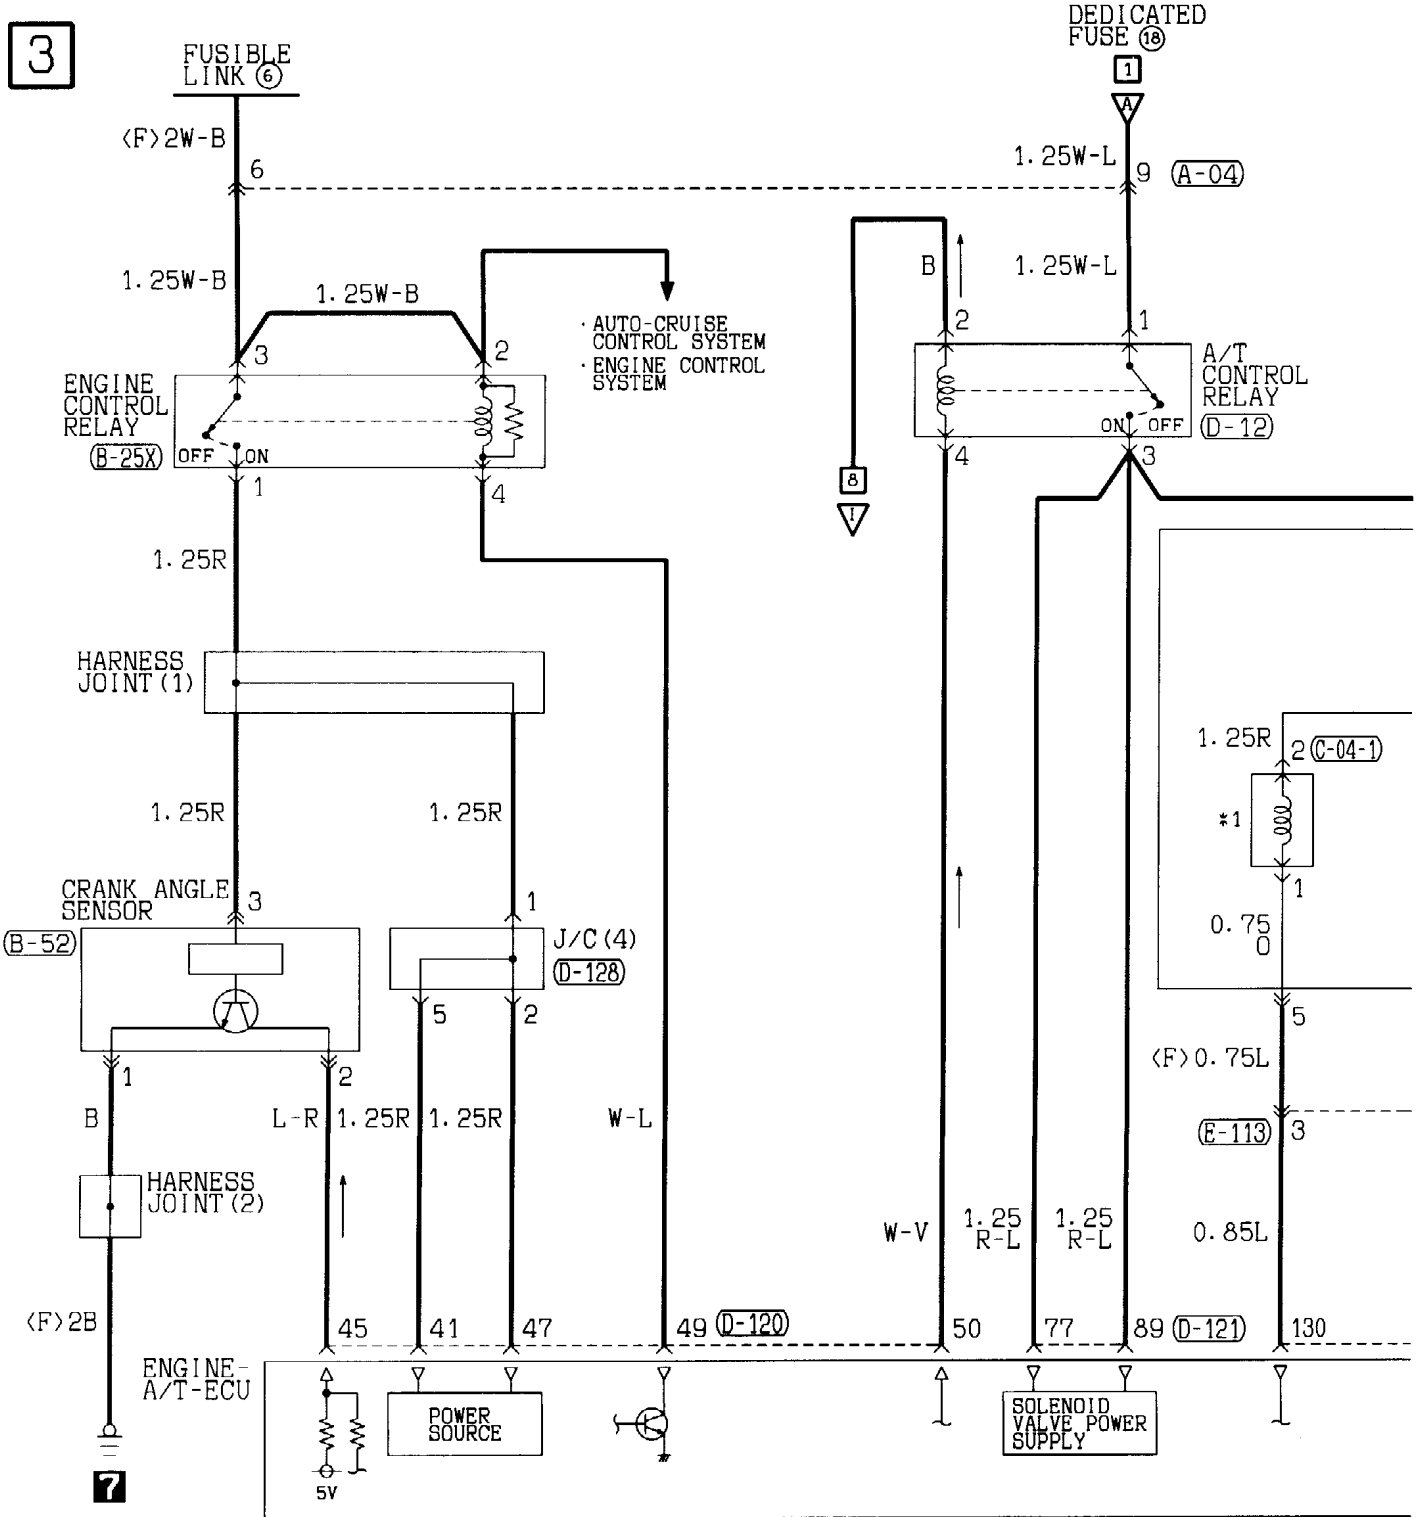 3
FUSIBLE
LINK 6
DEDICATED
FUSE 18
1
A
<F>2W-B
6
1.25W-L
9
A-04
1.25W-B
1.25W-B
B
1.25W-L
· AUTO-CRUISE
CONTROL SYSTEM
· ENGINE CONTROL
SYSTEM
3
2
2
1
ENGINE
CONTROL
RELAY
B-25X
OFF
ON
A/T
CONTROL
RELAY
D-12
ON
OFF
1
4
8
I
4
3
1.25R
HARNESS
JOINT(1)
1.25R
1.25R
1.25R
2
C-04-1
*1
1
CRANK ANGLE
SENSOR
B-52
3
1
J/C(4)
D-128
0.75
O
5
2
5
1
2
<F>0.75L
B
L-R
1.25R
1.25R
W-L
E-113
3
HARNESS
JOINT(2)
W-V
1.25
R-L
1.25
R-L
0.85L
<F>2B
45
41
47
49
D-120
50
77
89
D-121
130
ENGINE-
A/T-ECU
POWER
SOURCE
SOLENOID
VALVE POWER
SUPPLY
5V
7